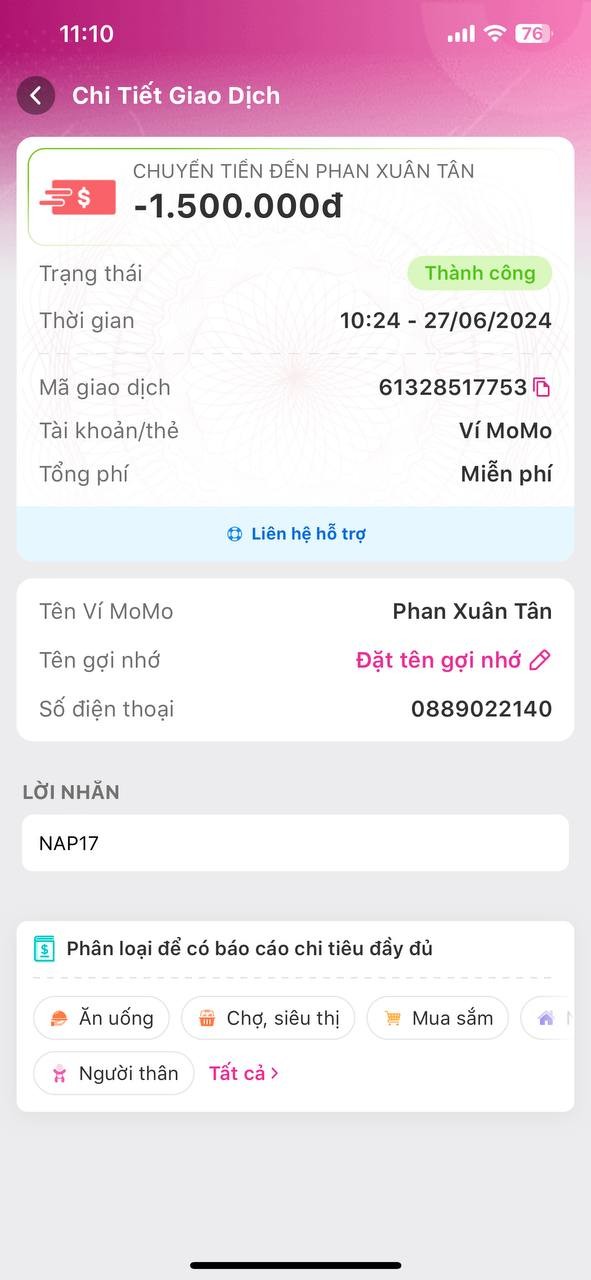 11:10
76
Chi Tiết Giao Dịch
CHUYỂN TIỀN ĐẾN PHAN XUÂN TÂN
$
-1.500.000đ
Trạng thái
Thành công
Thời gian
10:24 - 27/06/2024
Mã giao dịch
61328517753
Tài khoản/thẻ
Ví MoMo
Tổng phí
Miễn phí
Liên hệ hỗ trợ
Tên Ví MoMo
Phan Xuân Tân
Tên gợi nhớ
Đặt tên gợi nhớ
Số điện thoại
0889022140
LỜI NHẮN
NAP17
$
Phân loại để có báo cáo chi tiêu đầy đủ
Ăn uống
Chợ, siêu thị
Mua sắm
Người thân
Tất cả >